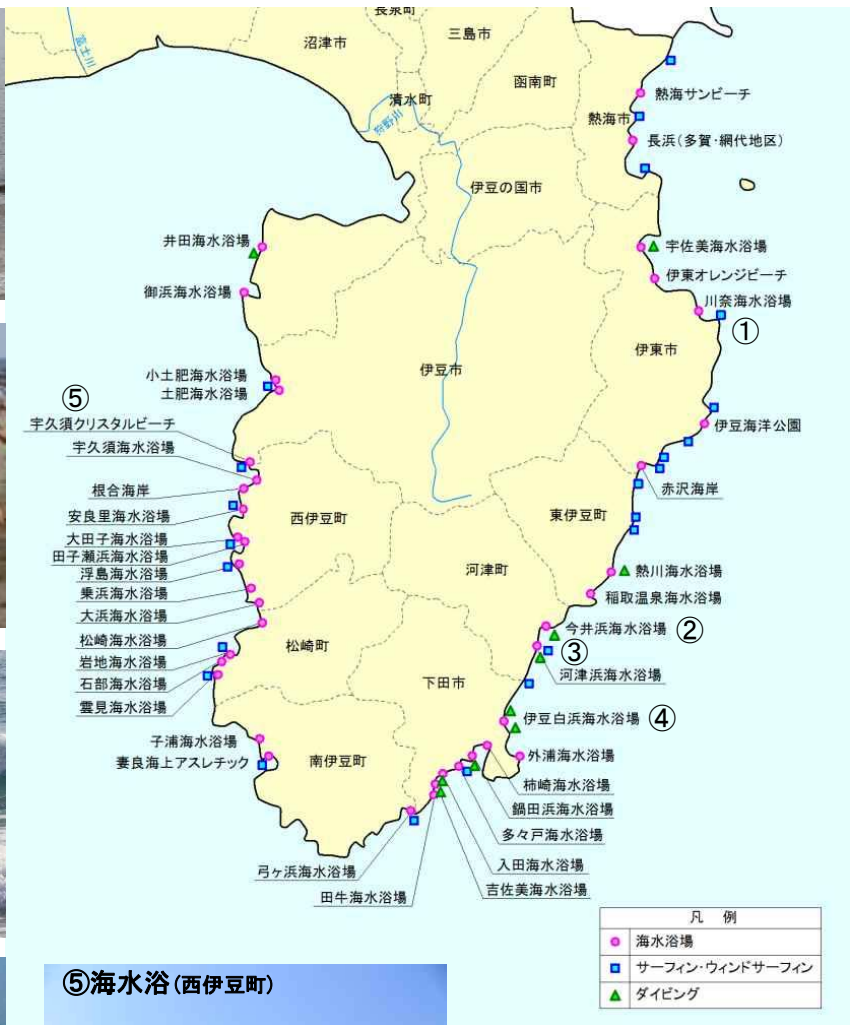 長泉町
沼津市
三島市
富士川
函南町
清水町
狩野川
熱海サンビーチ
熱海市
長浜(多賀・網代地区)
伊豆の国市
井田海水浴場
宇佐美海水浴場
伊東オレンジビーチ
御浜海水浴場
川奈海水浴場
①
伊東市
小土肥海水浴場
伊豆市
土肥海水浴場
⑤
宇久須クリスタルビーチ
伊豆海洋公園
宇久須海水浴場
赤沢海岸
根合海岸
安良里海水浴場
西伊豆町
東伊豆町
大田子海水浴場
田子瀬浜海水浴場
浮島海水浴場
河津町
熱川海水浴場
乗浜海水浴場
稲取温泉海水浴場
大浜海水浴場
松崎海水浴場
今井浜海水浴場
②
松崎町
岩地海水浴場
③
石部海水浴場
下田市
河津浜海水浴場
雲見海水浴場
伊豆白浜海水浴場
④
子浦海水浴場
妻良海上アスレチック
南伊豆町
外浦海水浴場
柿崎海水浴場
鍋田浜海水浴場
多々戸海水浴場
弓ヶ浜海水浴場
入田海水浴場
田牛海水浴場
吉佐美海水浴場
凡 例
海水浴場
サーフィン・ウィンドサーフィン
ダイビング
⑤海水浴(西伊豆町)